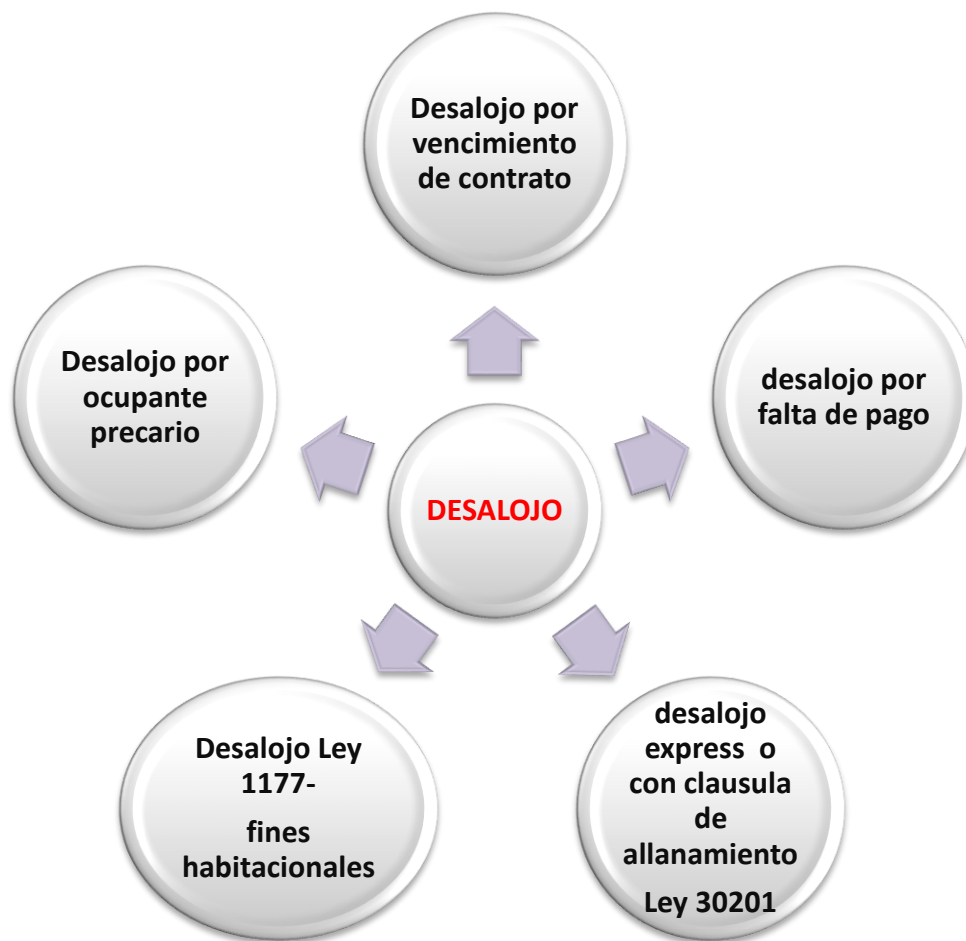 Desalojo por
vencimiento
de contrato
Desalojo por
ocupante
precario
desalojo por
falta de pago
DESALOJO
Desalojo Ley
1177-
fines
habitacionales
desalojo
express o
con clausula
de
allanamiento
Ley 30201